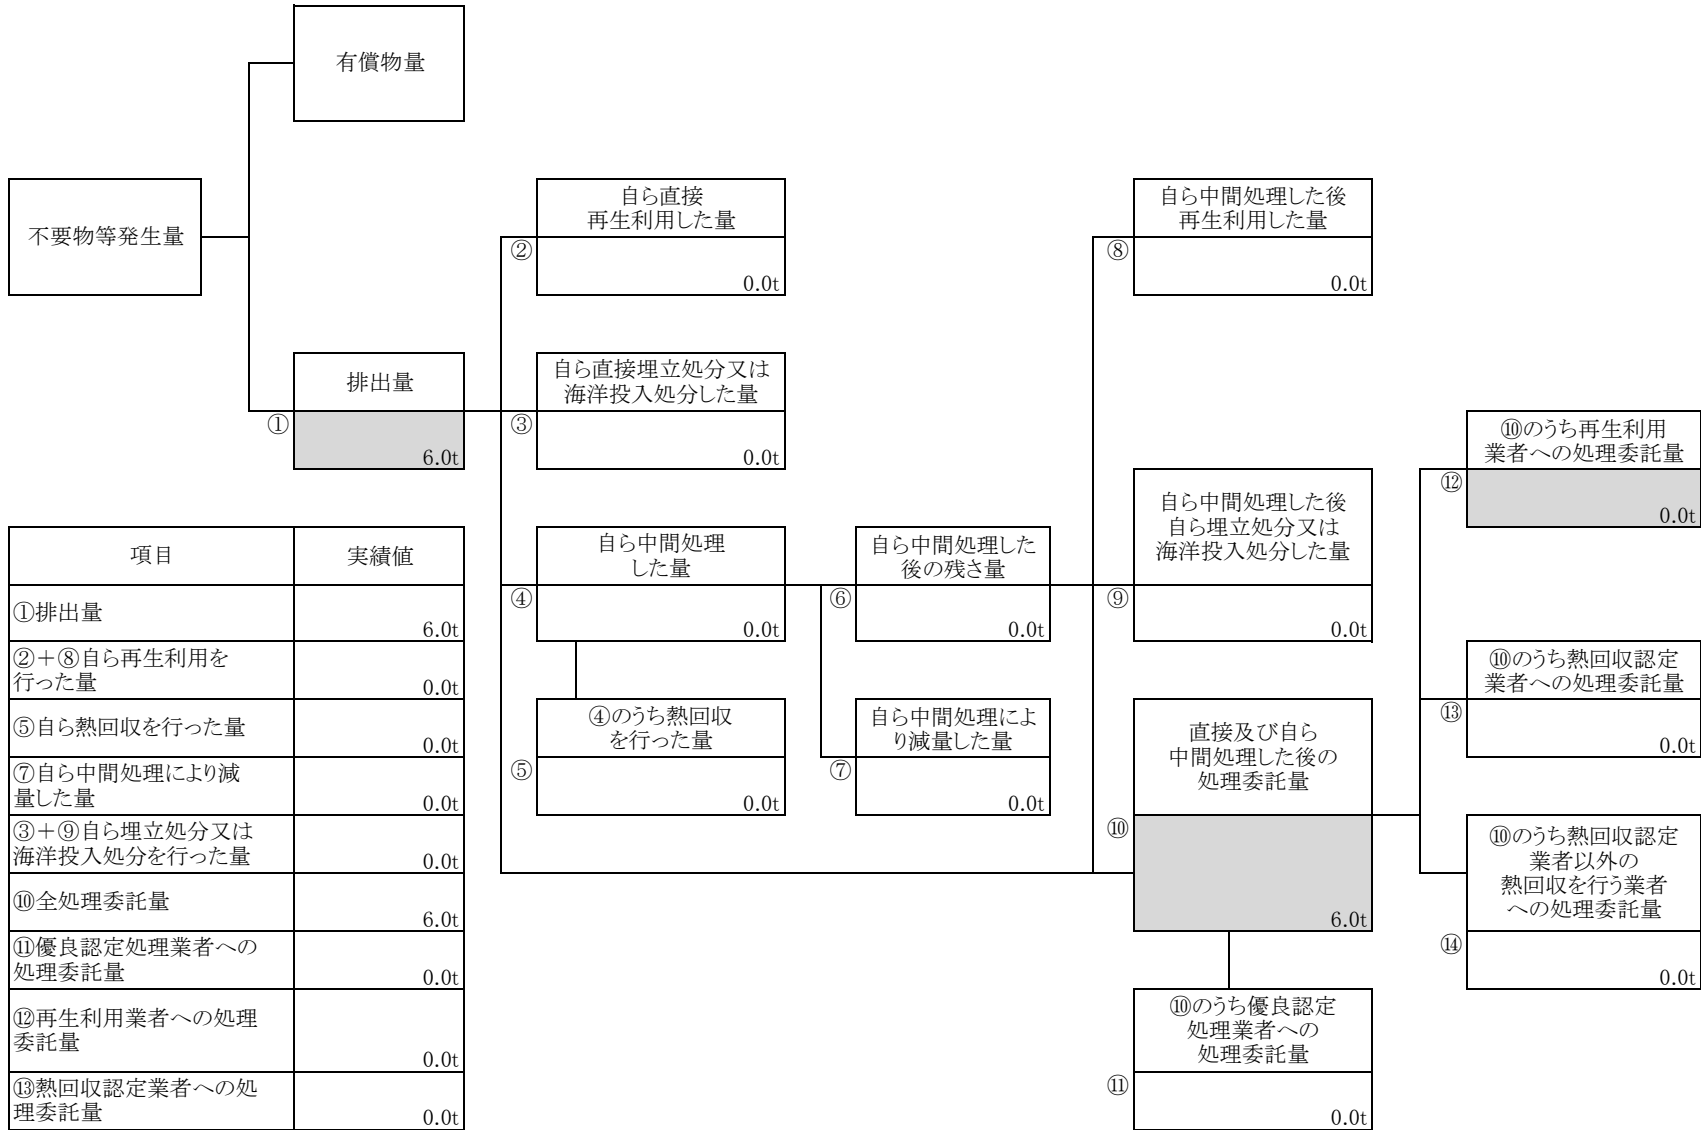 有償物量
不要物等発生量
排出量
①
6.0t
自ら直接
再生利用した量
②
0.0t
自ら直接埋立処分又は
海洋投入処分した量
③
0.0t
自ら中間処理
した量
④
0.0t
④のうち熱回収
を行った量
⑤
0.0t
自ら中間処理した
後の残さ量
⑥
0.0t
自ら中間処理によ
り減量した量
⑦
0.0t
自ら中間処理した後
再生利用した量
⑧
0.0t
自ら中間処理した後
自ら埋立処分又は
海洋投入処分した量
⑨
0.0t
直接及び自ら
中間処理した後の
処理委託量
⑩
6.0t
⑩のうち優良認定
処理業者への
処理委託量
⑪
0.0t
⑩のうち再生利用
業者への処理委託量
⑫
0.0t
⑩のうち熱回収認定
業者への処理委託量
⑬
0.0t
⑩のうち熱回収認定
業者以外の
熱回収を行う業者
への処理委託量
⑭
0.0t
項目 実績値
①排出量
6.0t
②＋⑧自ら再生利用を
行った量
0.0t
⑤自ら熱回収を行った量
0.0t
⑦自ら中間処理により減
量した量
0.0t
③＋⑨自ら埋立処分又は
海洋投入処分を行った量
0.0t
⑩全処理委託量
6.0t
⑪優良認定処理業者への
処理委託量
0.0t
⑫再生利用業者への処理
委託量
0.0t
⑬熱回収認定業者への処
理委託量
0.0t